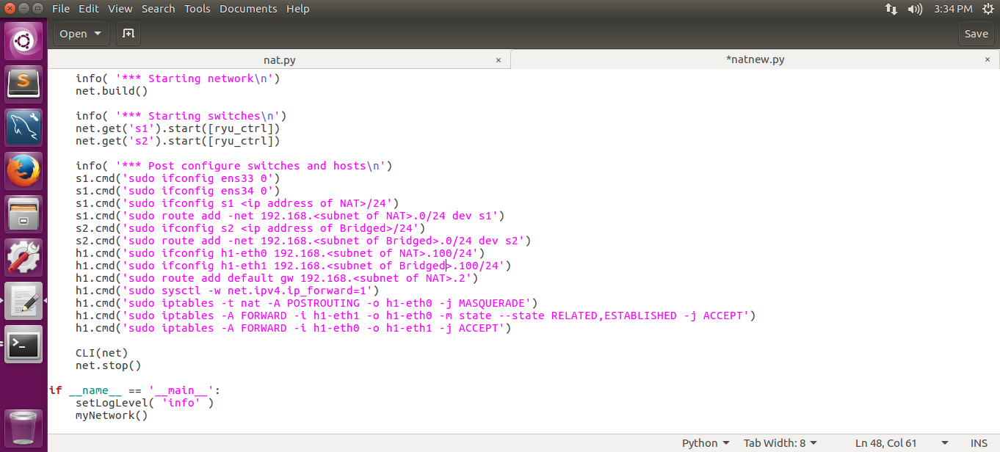 File Edit View Search Tools Documents Help 3:34 PM
Open Save
nat.py × *natnew.py ×
info( '*** Starting network\n')
net.build()
info( '*** Starting switches\n')
net.get('s1').start([ryu_ctrl])
net.get('s2').start([ryu_ctrl])
info( '*** Post configure switches and hosts\n')
s1.cmd('sudo ifconfig ens33 0')
s1.cmd('sudo ifconfig ens34 0')
s1.cmd('sudo ifconfig s1 <ip address of NAT>/24')
s1.cmd('sudo route add -net 192.168.<subnet of NAT>.0/24 dev s1')
s2.cmd('sudo ifconfig s2 <ip address of Bridged>/24')
s2.cmd('sudo route add -net 192.168.<subnet of Bridged>.0/24 dev s2')
h1.cmd('sudo ifconfig h1-eth0 192.168.<subnet of NAT>.100/24')
h1.cmd('sudo ifconfig h1-eth1 192.168.<subnet of Bridged>.100/24')
h1.cmd('sudo route add default gw 192.168.<subnet of NAT>.2')
h1.cmd('sudo sysctl -w net.ipv4.ip_forward=1')
h1.cmd('sudo iptables -t nat -A POSTROUTING -o h1-eth0 -j MASQUERADE')
h1.cmd('sudo iptables -A FORWARD -i h1-eth1 -o h1-eth0 -m state --state RELATED,ESTABLISHED -j ACCEPT')
h1.cmd('sudo iptables -A FORWARD -i h1-eth0 -o h1-eth1 -j ACCEPT')
CLI(net)
net.stop()
if __name__ == '__main__':
setLogLevel( 'info' )
myNetwork()
Python Tab Width: 8 Ln 48, Col 61 INS